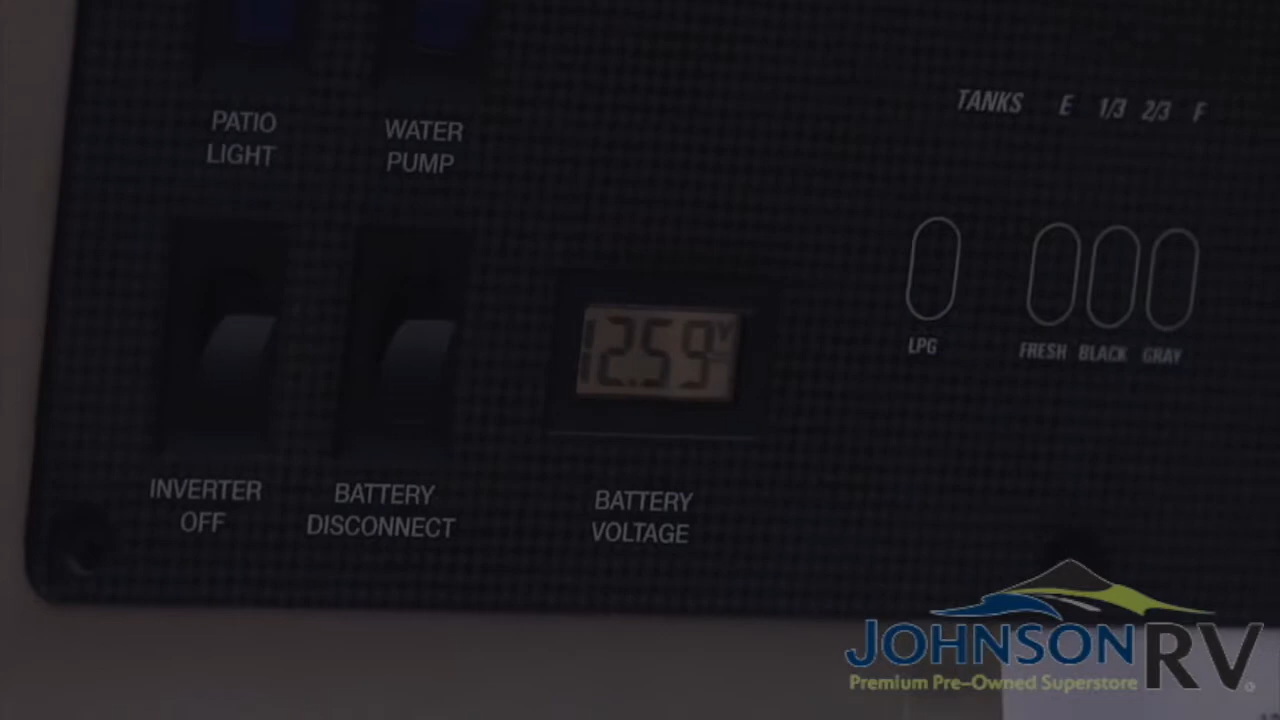 PATIO
LIGHT
WATER
PUMP
TANKS E 1/3 2/3 F
LPG
FRESH BLACK GRAY
12.59 V
INVERTER
OFF
BATTERY
DISCONNECT
BATTERY
VOLTAGE
JOHNSON RV
Premium Pre-Owned Superstore